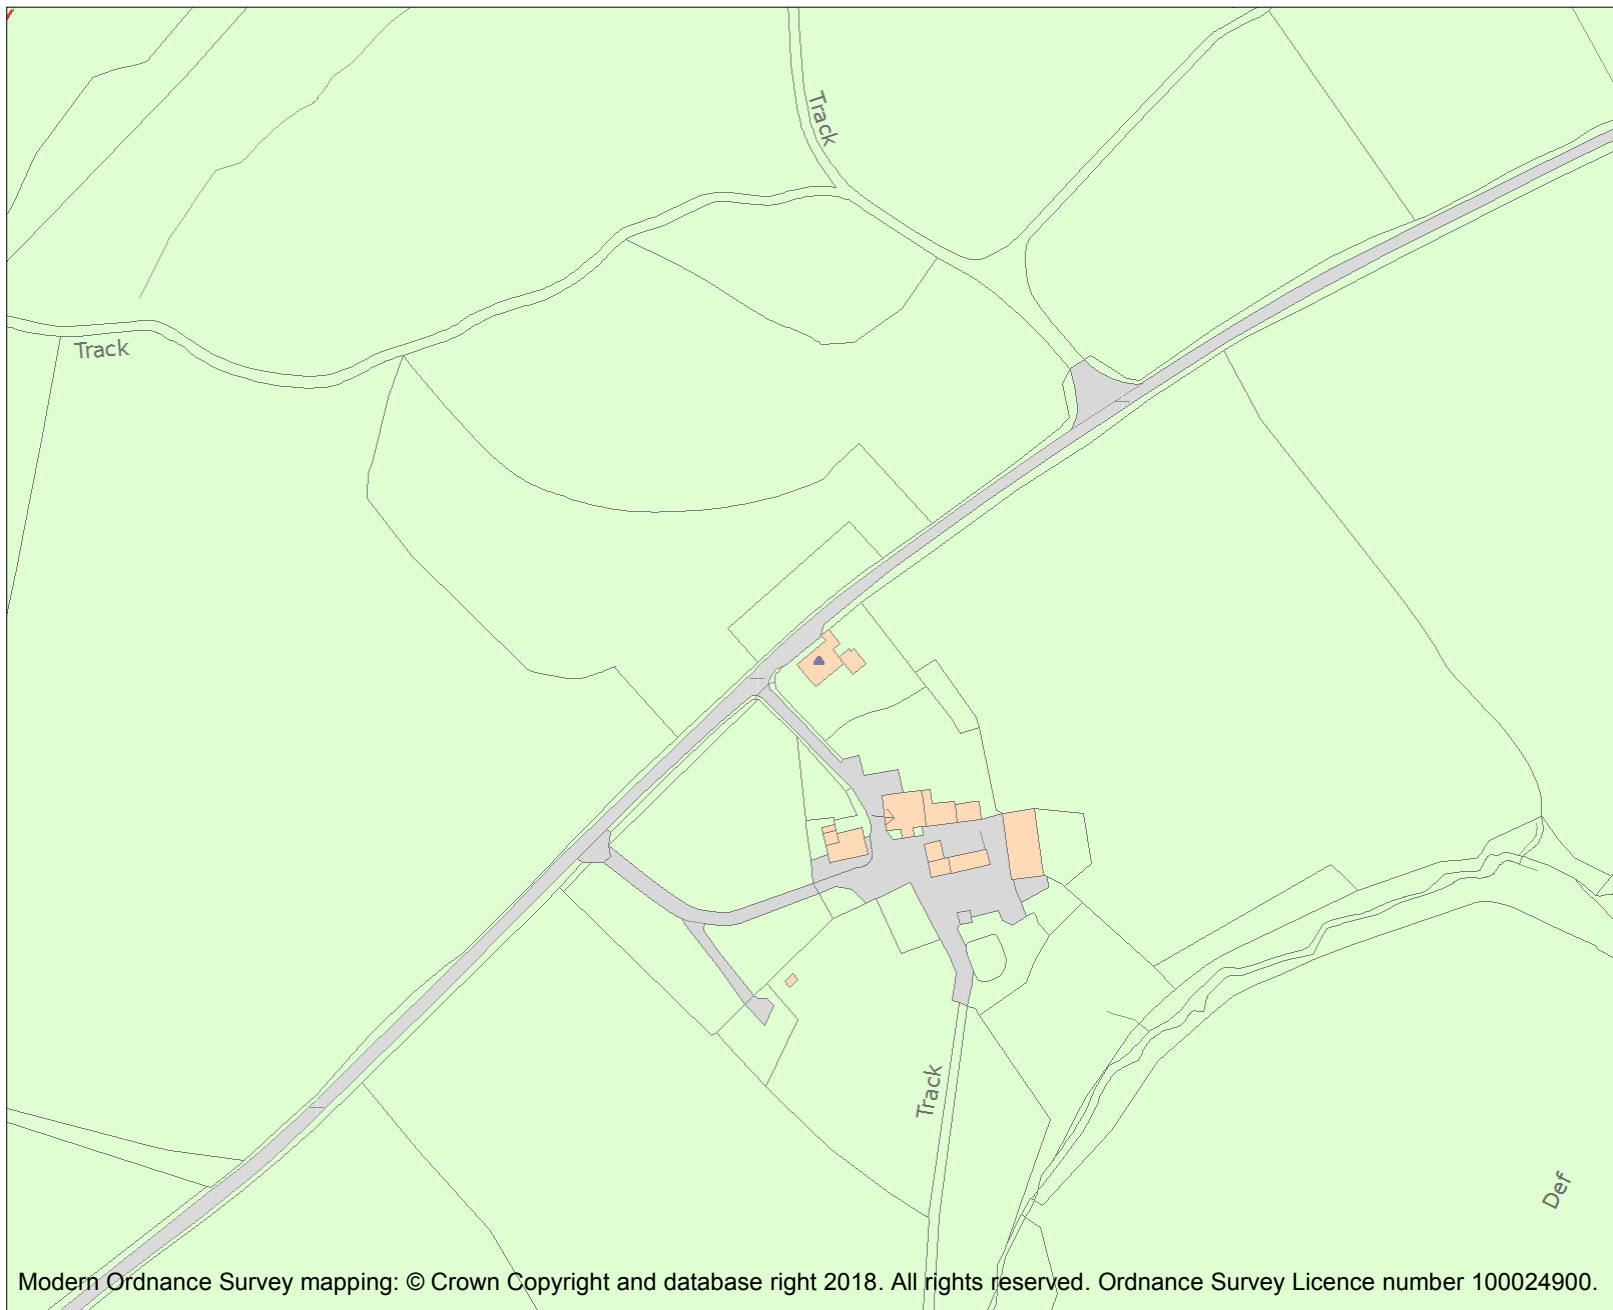 Track
Track
Track
Def
Modern Ordnance Survey mapping: © Crown Copyright and database right 2018. All rights reserved. Ordnance Survey Licence number 100024900.